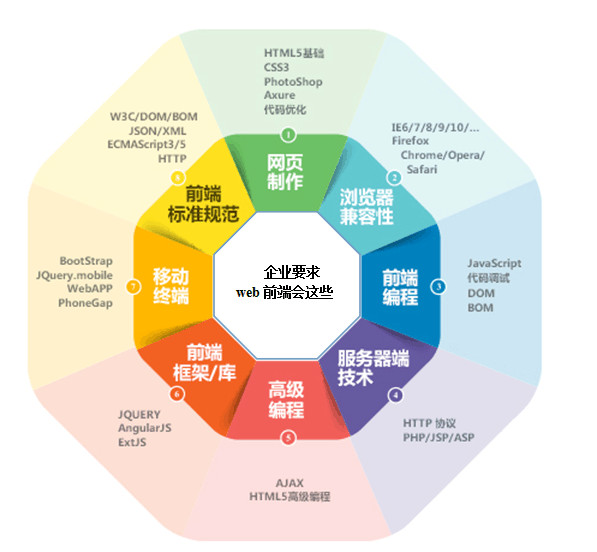 HTML5基础
CSS3
PhotoShop
Axure
代码优化
1
网页
制作
IE6/7/8/9/10/...
Firefox
Chrome/Opera/
Safari
2
浏览器
兼容性
JavaScript
代码调试
DOM
BOM
3
前端
编程
HTTP 协议
PHP/JSP/ASP
4
服务器端
技术
AJAX
HTML5高级编程
5
高级
编程
JQUERY
AngularJS
ExtJS
6
前端
框架/库
BootStrap
JQuery.mobile
WebAPP
PhoneGap
7
移动
终端
W3C/DOM/BOM
JSON/XML
ECMAScript3/5
HTTP
8
前端
标准规范
企业要求
web 前端会这些